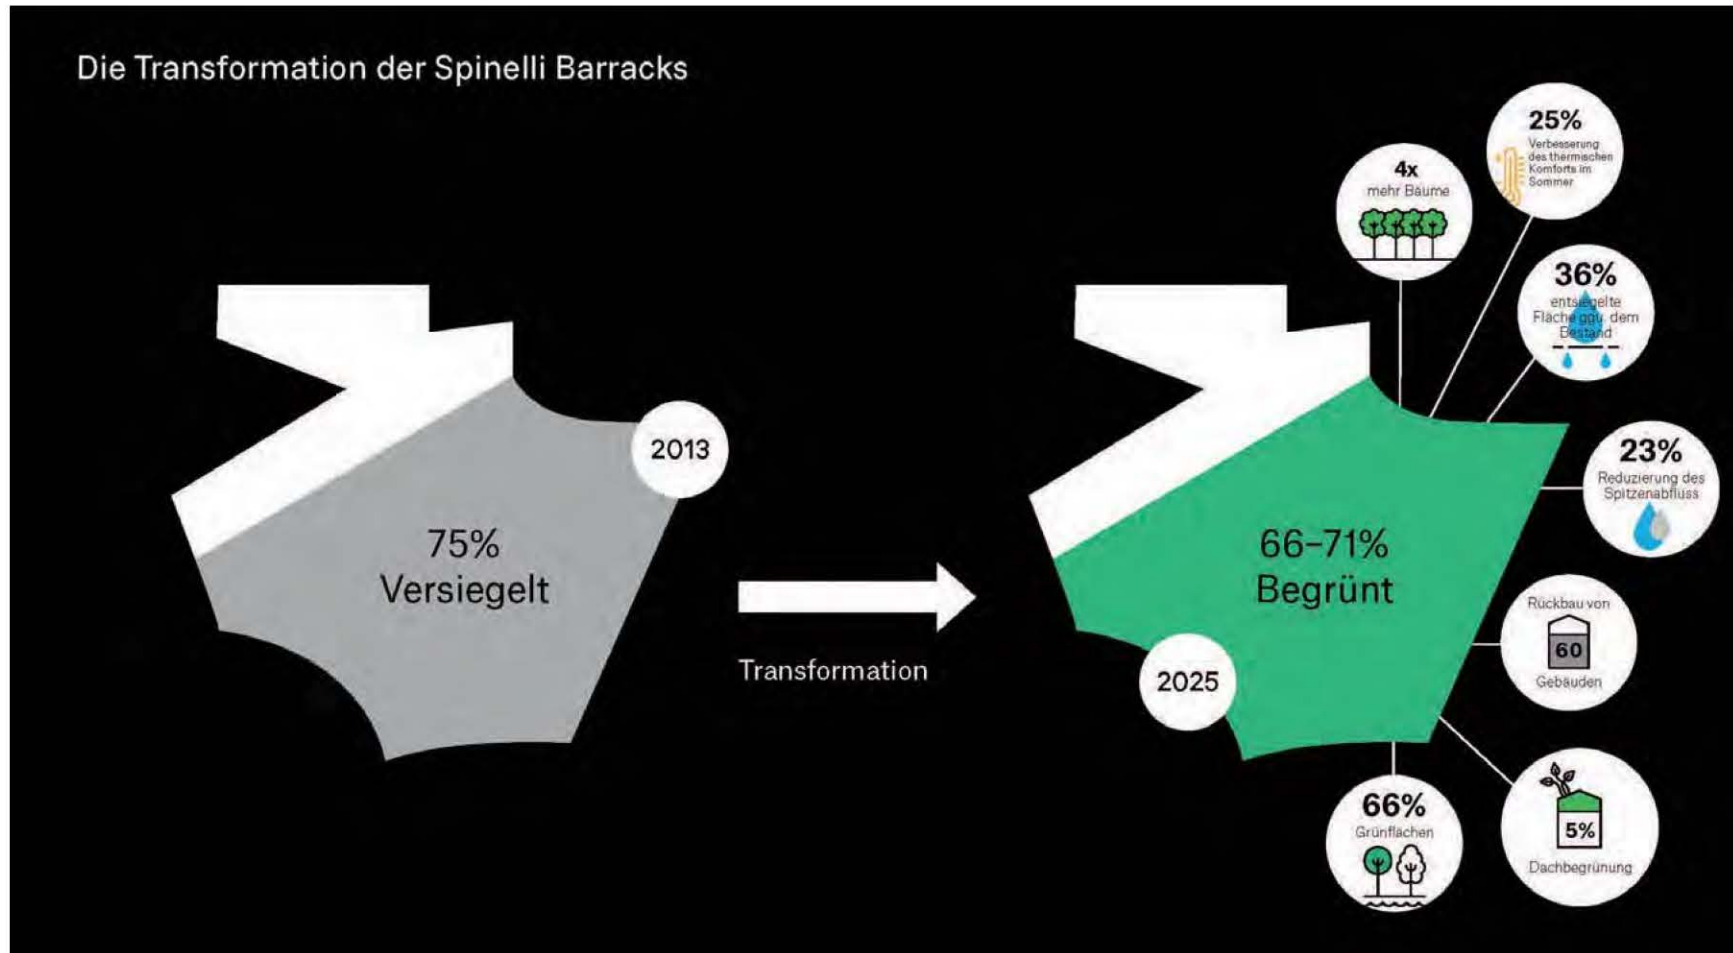 Die Transformation der Spinelli Barracks
2013
75%
Versiegelt
Transformation
66–71%
Begrünt
2025
4x
mehr Bäume
25%
Verbesserung
des thermischen
Komforts im
Sommer
36%
entsiegelte
Fläche ggü. dem
Bestand
23%
Reduzierung des
Spitzenabfluss
Rückbau von
60
Gebäuden
5%
Dachbegrünung
66%
Grünflächen